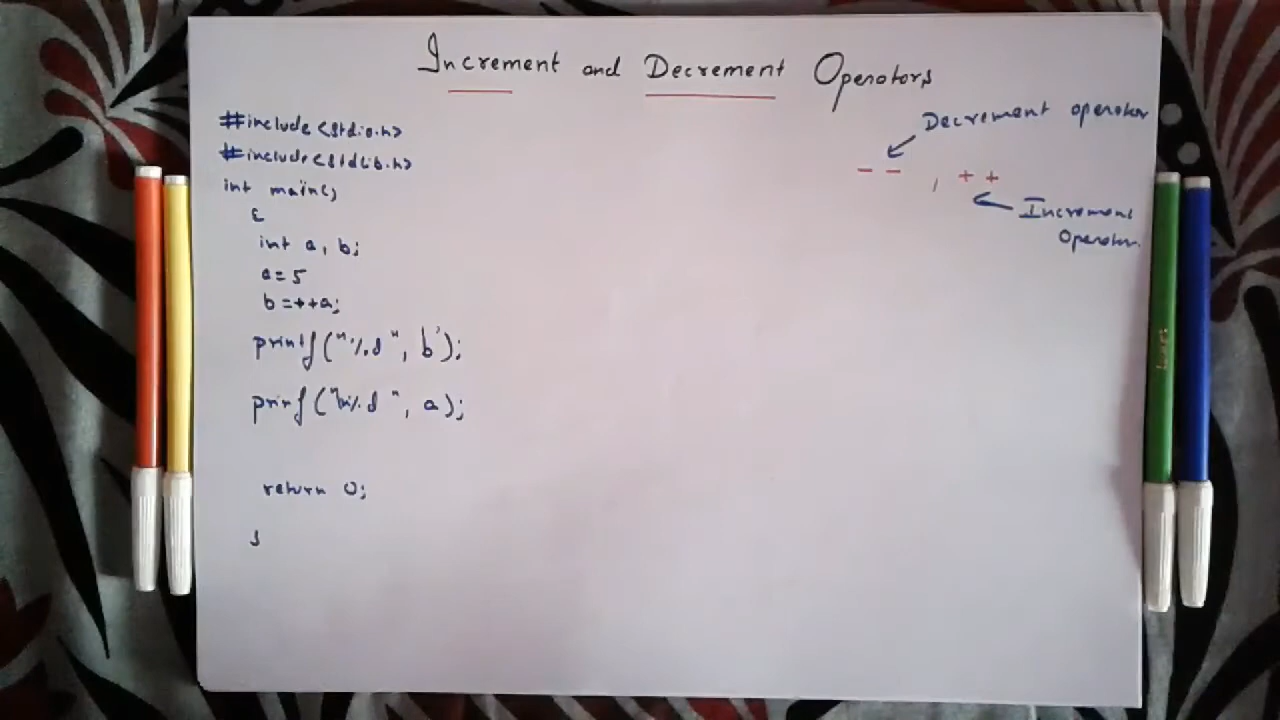 Increment and Decrement Operators
#include <stdio.h>
#include <stdlib.h>
int main()
{
int a, b;
a=5
b=++a;
printf("%d", b');
prinf("\n%d", a);
return 0;
}
Decrement operator
-- , ++
Increment
Operator